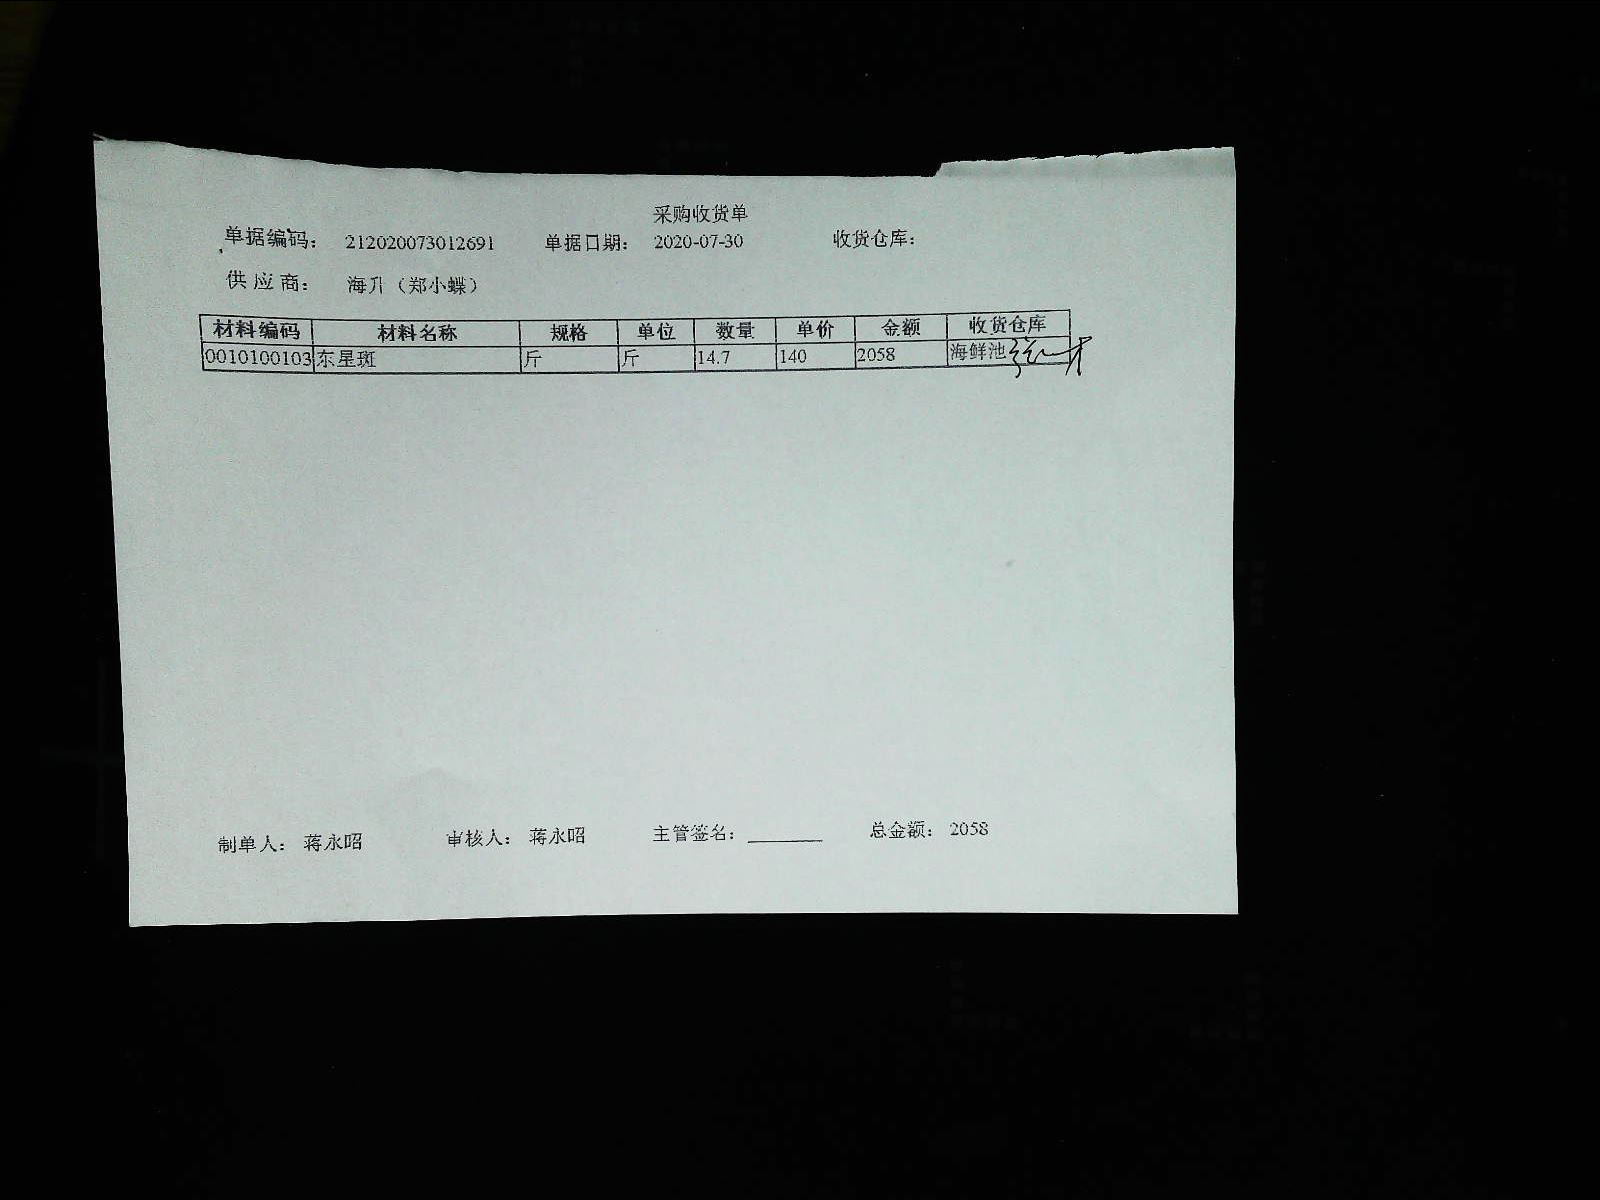 采购收货单
单据编码： 212020073012691 单据日期： 2020-07-30 收货仓库：
供 应 商： 海升（郑小蝶）
材料编码 材料名称 规格 单位 数量 单价 金额 收货仓库
0010100103 东星斑 斤 斤 14.7 140 2058 海鲜池
制单人： 蒋永昭 审核人： 蒋永昭 主管签名： 总金额： 2058